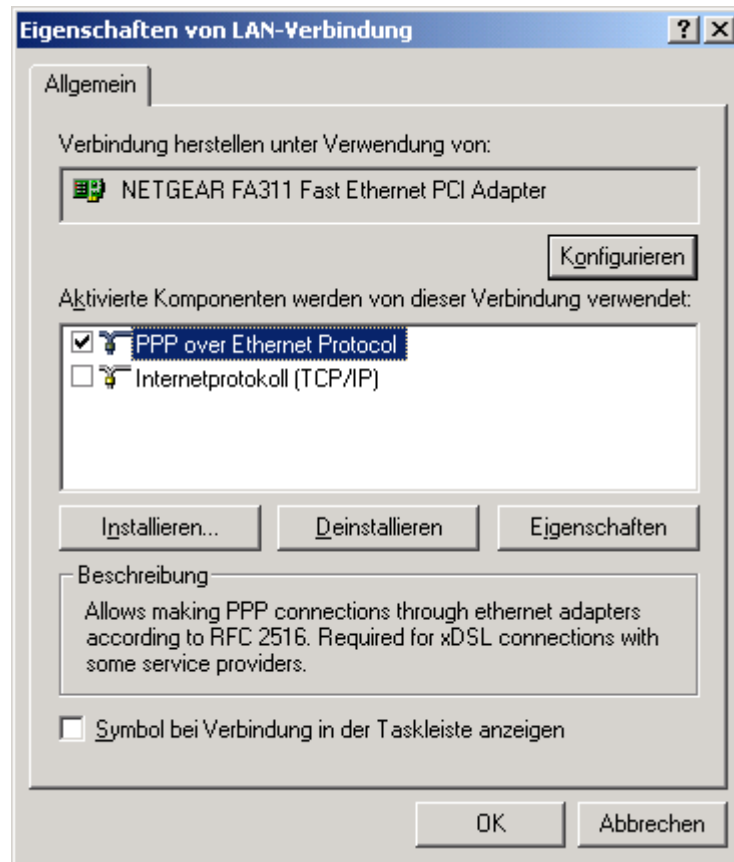 Eigenschaften von LAN-Verbindung
Allgemein
Verbindung herstellen unter Verwendung von:
NETGEAR FA311 Fast Ethernet PCI Adapter
Konfigurieren
Aktivierte Komponenten werden von dieser Verbindung verwendet:
PPP over Ethernet Protocol
Internetprotokoll (TCP/IP)
Installieren... Deinstallieren Eigenschaften
Beschreibung
Allows making PPP connections through ethernet adapters
according to RFC 2516. Required for xDSL connections with
some service providers.
Symbol bei Verbindung in der Taskleiste anzeigen
OK Abbrechen